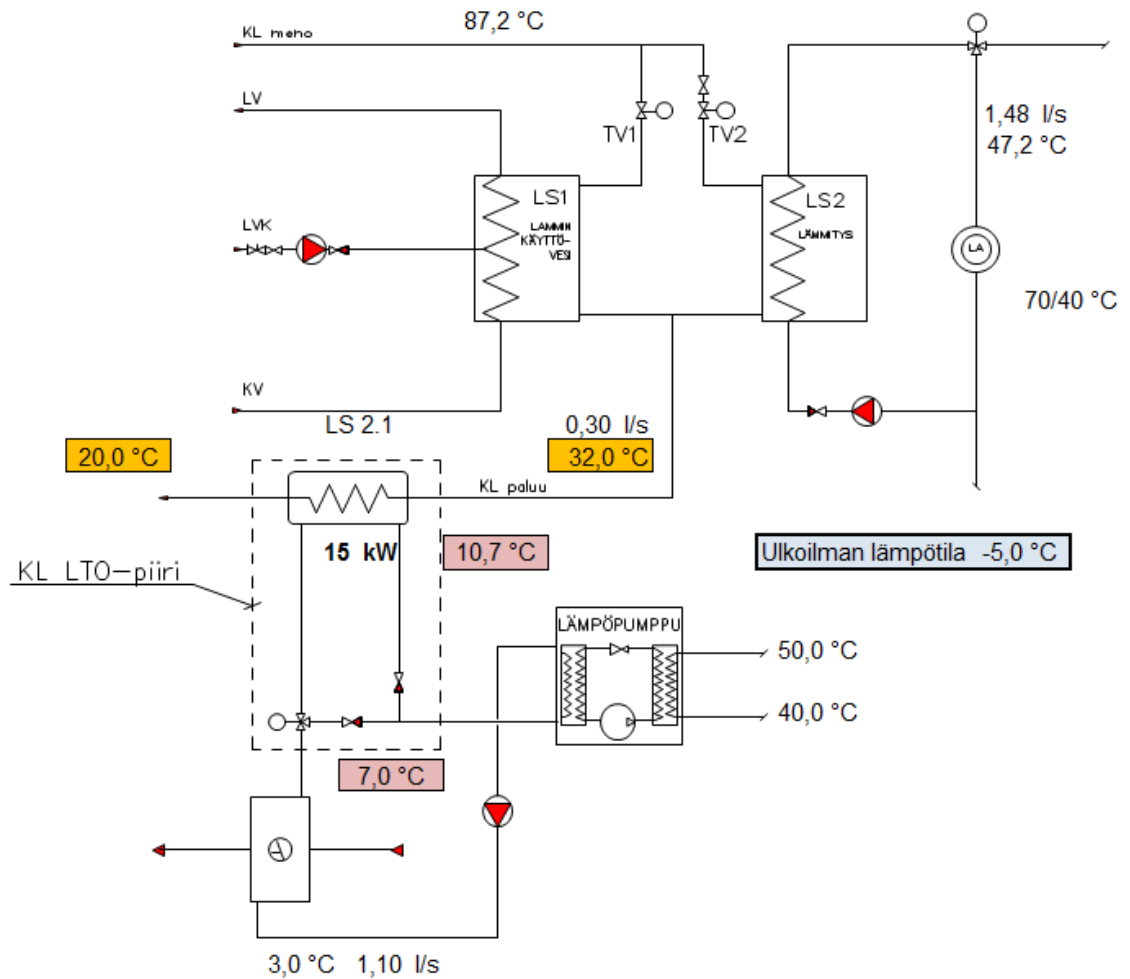 87,2 °C
KL meno
LV
TV1
TV2
1,48 l/s
47,2 °C
LS1
LÄMMIN
KÄYTTÖ-
VESI
LS2
LÄMMITYS
LVK
LA
70/40 °C
KV
LS 2.1
0,30 l/s
20,0 °C
32,0 °C
KL paluu
15 kW
10,7 °C
Ulkoilman lämpötila -5,0 °C
KL LTO-piiri
LÄMPÖPUMPPU
50,0 °C
40,0 °C
7,0 °C
3,0 °C 1,10 l/s